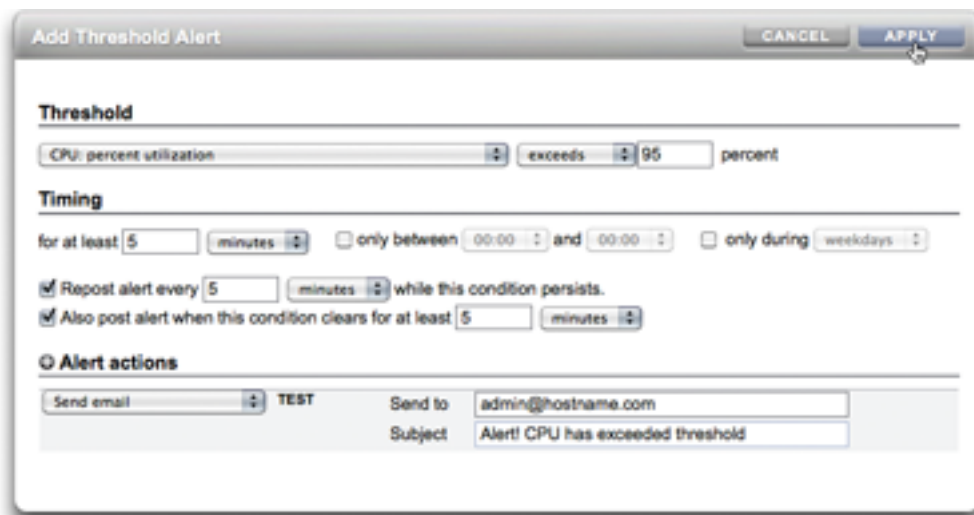 Add Threshold Alert CANCEL APPLY
Threshold
CPU: percent utilization exceeds 95 percent
Timing
for at least 5 minutes only between 00:00 and 00:00 only during weekdays
Repost alert every 5 minutes while this condition persists.
Also post alert when this condition clears for at least 5 minutes
Alert actions
Send email TEST Send to admin@hostname.com
Subject Alert! CPU has exceeded threshold